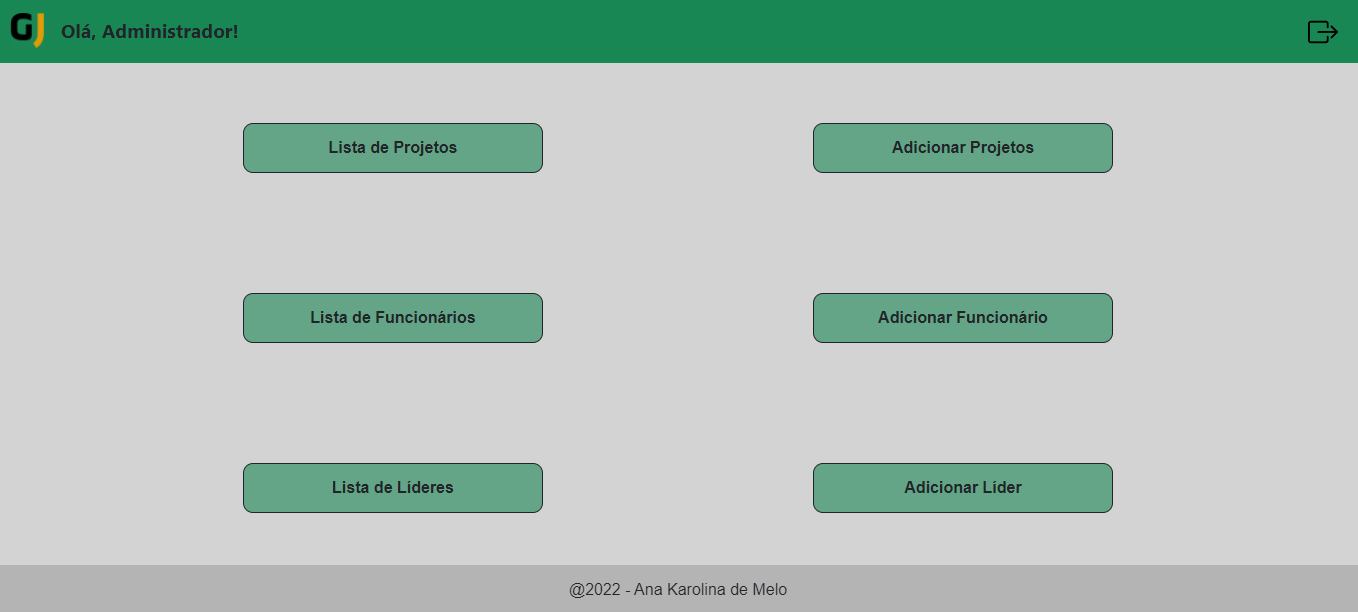 GJ Olá, Administrador!
Lista de Projetos
Adicionar Projetos
Lista de Funcionários
Adicionar Funcionário
Lista de Líderes
Adicionar Líder
@2022 - Ana Karolina de Melo